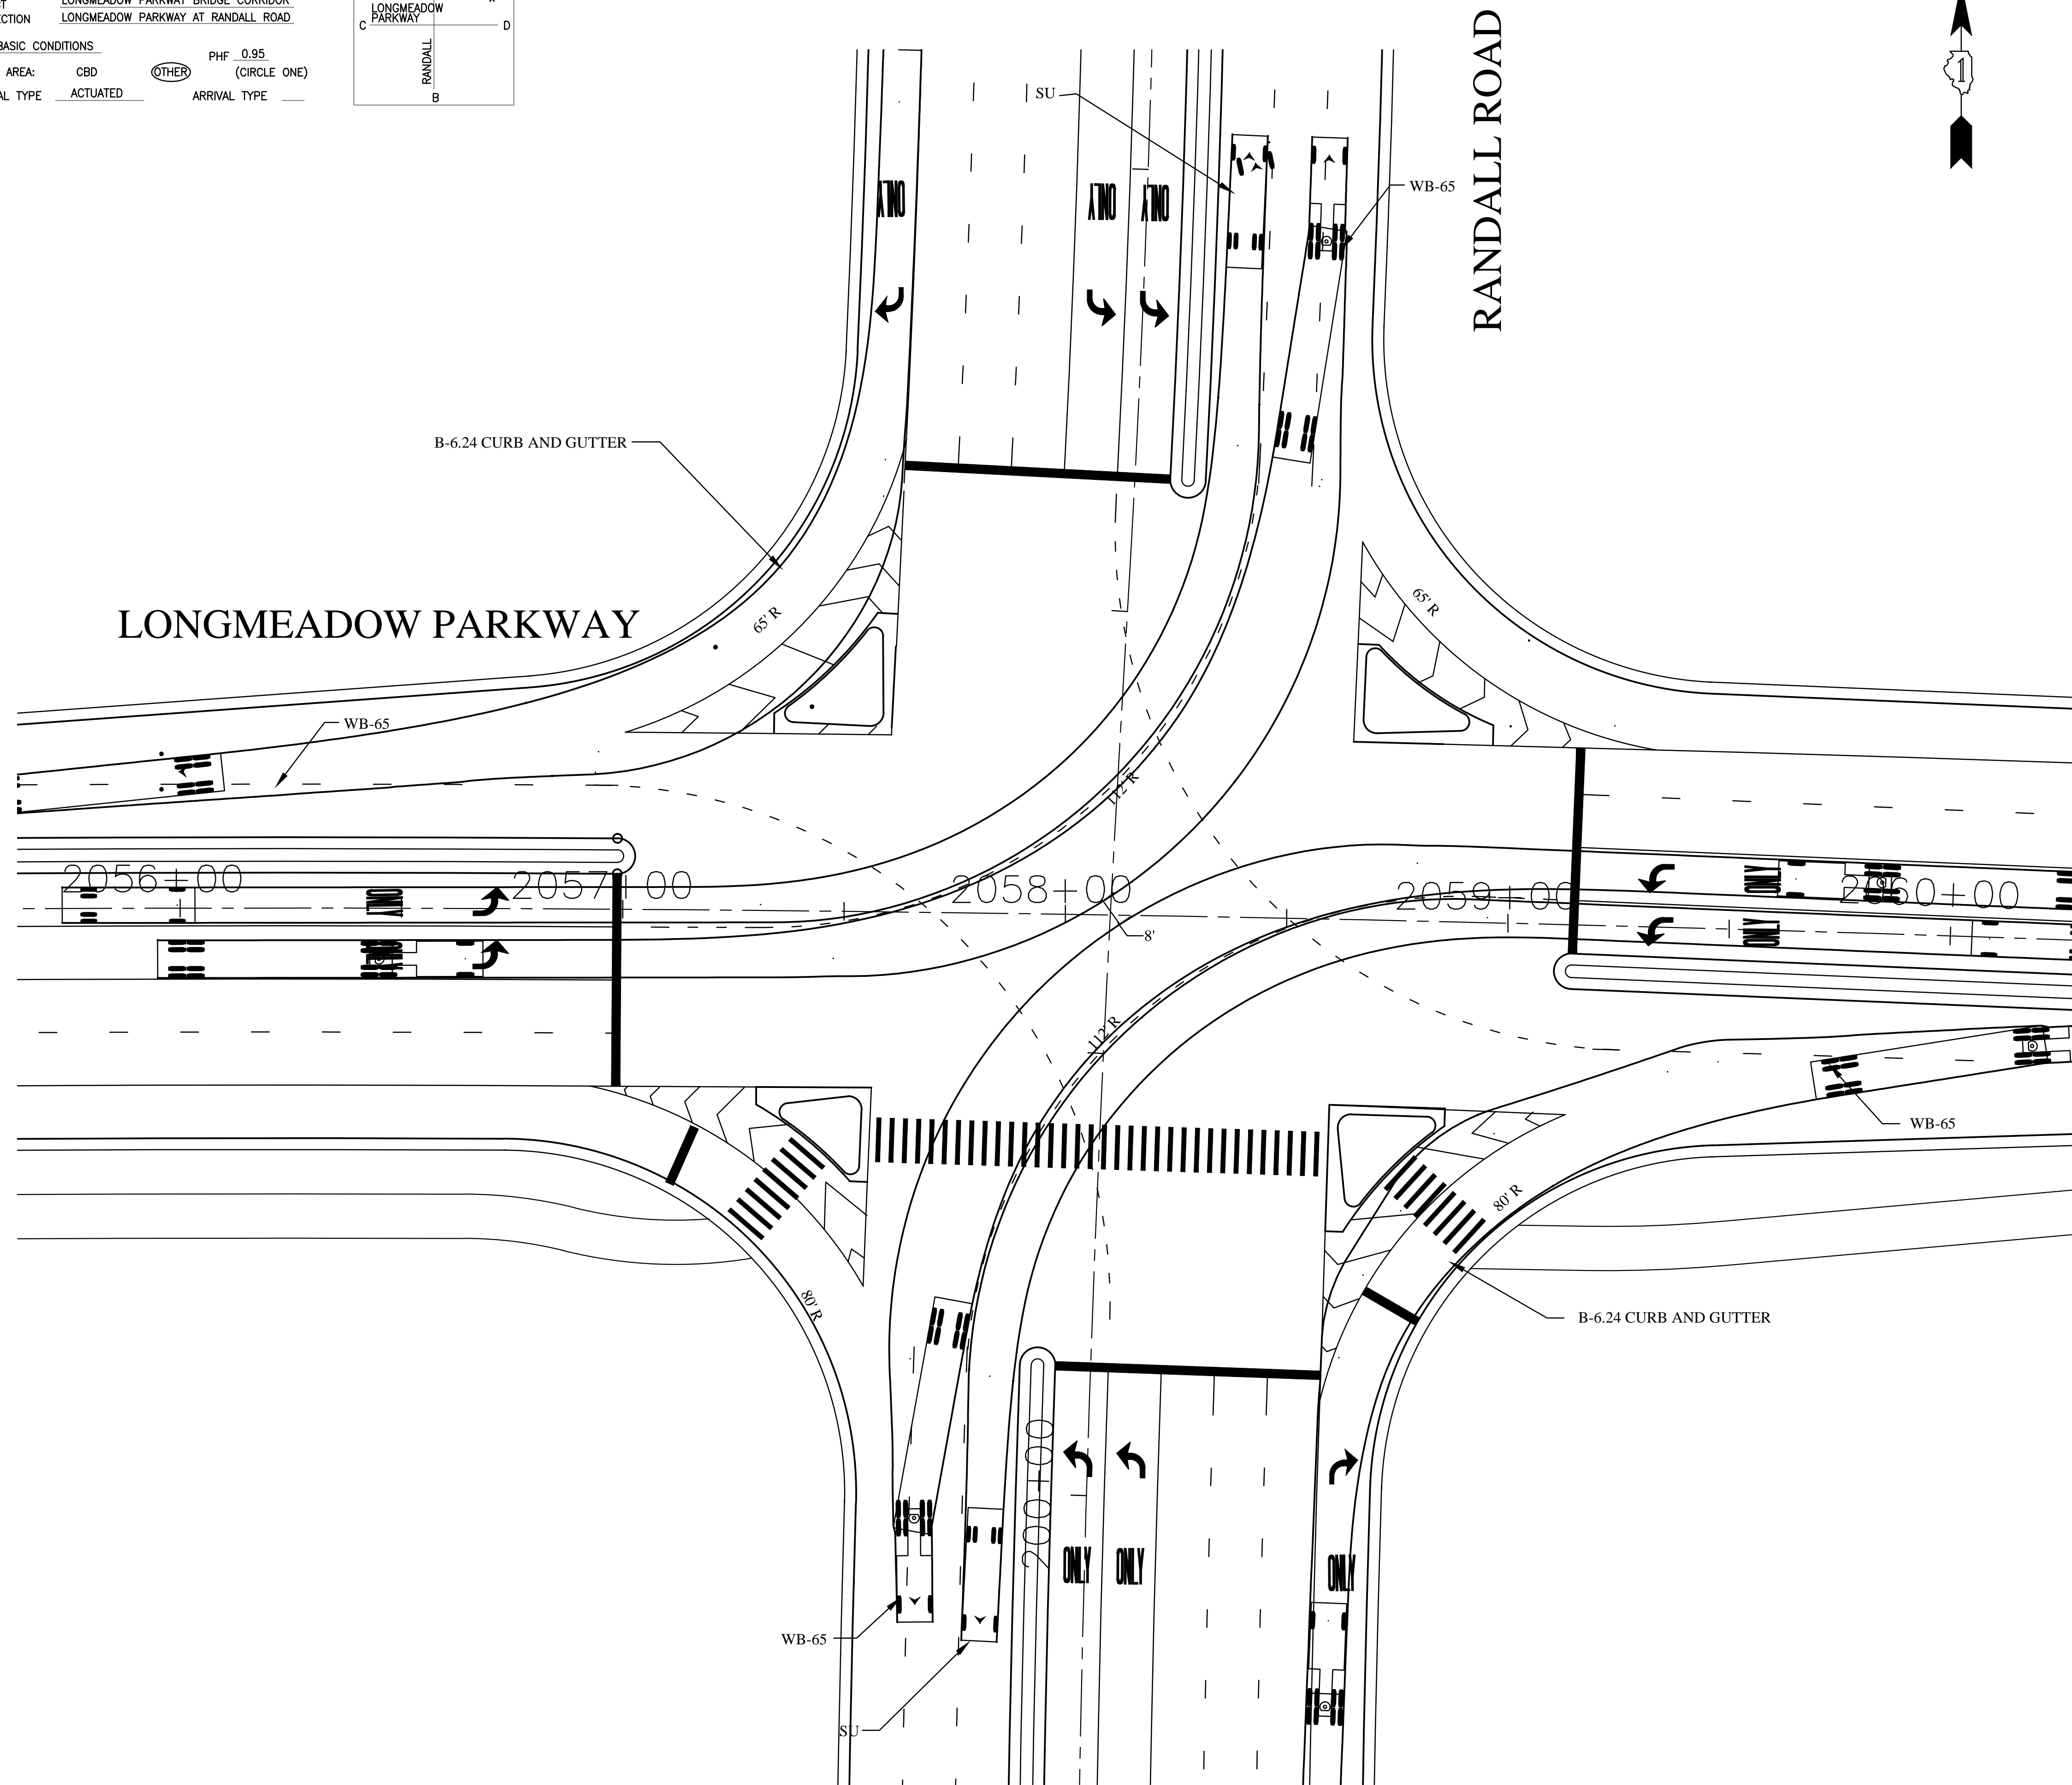 LONGMEADOW PARKWAY BRIDGE CORRIDOR
LONGMEADOW PARKWAY AT RANDALL ROAD
BASIC CONDITIONS
PHF 0.95
AREA: CBD OTHER (CIRCLE ONE)
ACTUATED
TYPE
ARRIVAL TYPE
LONGMEADOW
PARKWAY
C
D
RANDALL
B
RANDALL ROAD
1
SU
WB-65
ONLY
ONLY
ONLY
B-6.24 CURB AND GUTTER
LONGMEADOW PARKWAY
65' R
65' R
WB-65
112' R
2056+00
2057+00
2058+00
2059+00
2060+00
ONLY
ONLY
ONLY
ONLY
8'
112' R
WB-65
80' R
80' R
B-6.24 CURB AND GUTTER
200+00
ONLY
ONLY
ONLY
WB-65
SU